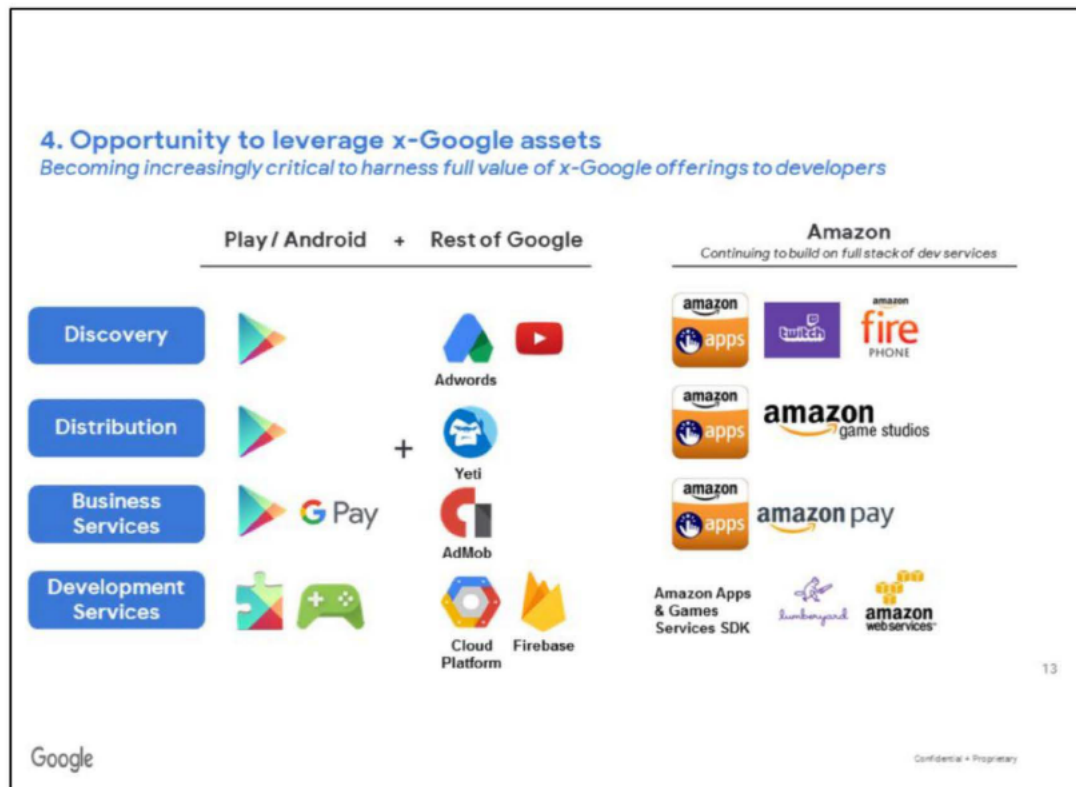 4. Opportunity to leverage x-Google assets
Becoming increasingly critical to harness full value of x-Google offerings to developers
Play / Android + Rest of Google
Amazon
Continuing to build on full stack of dev services
Discovery
Adwords
amazon
apps
twitch
amazon
fire
PHONE
Distribution
+
Yeti
amazon
apps
amazon
game studios
Business
Services
G Pay
AdMob
amazon
apps
amazon pay
Development
Services
Cloud
Platform
Firebase
Amazon Apps
& Games
Services SDK
lumberyard
amazon
web services™
13
Google
Confidential + Proprietary